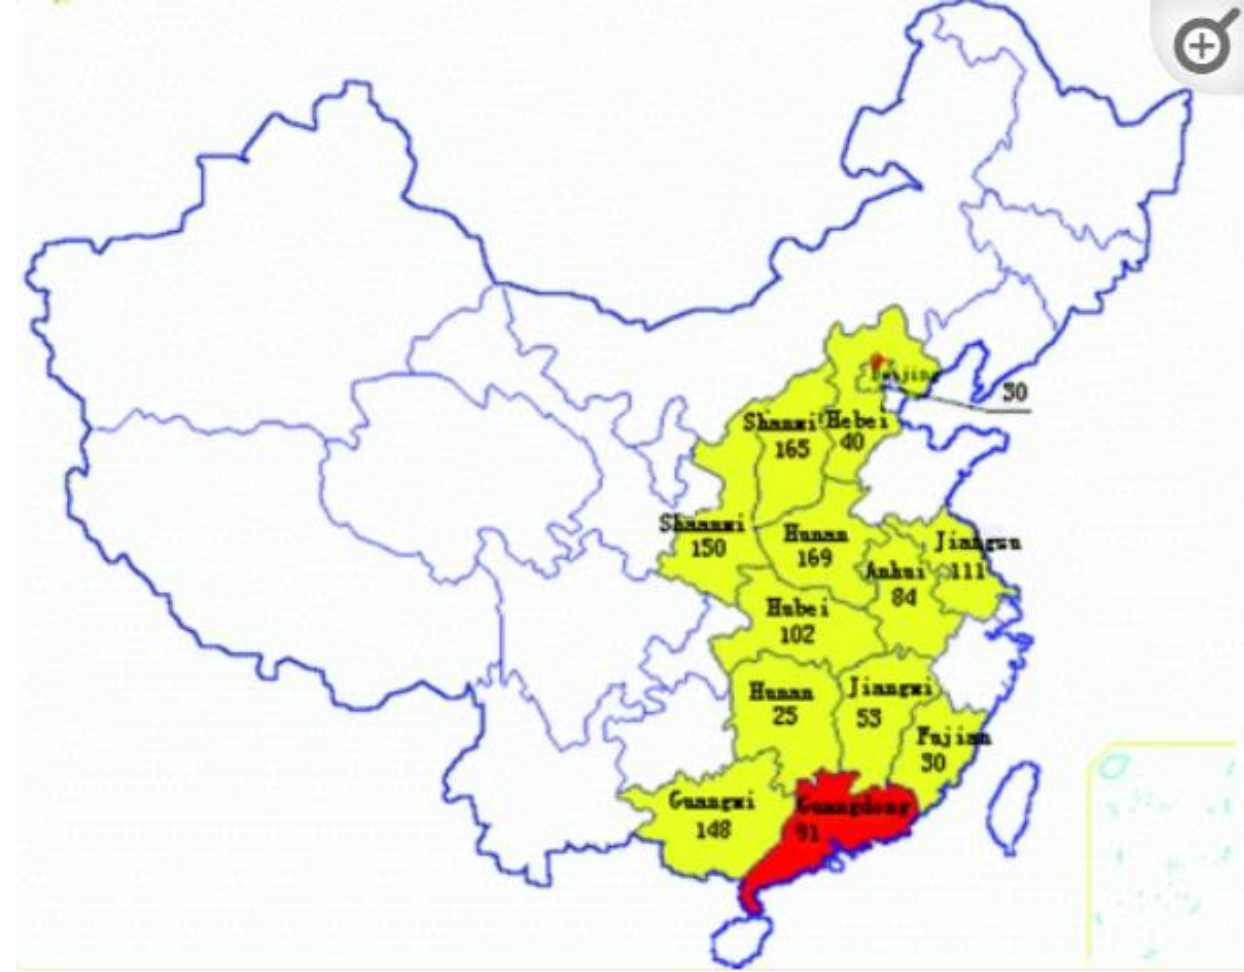 Beijing
30
Shanxi
165
Hebei
40
Shaanxi
150
Hunan
169
Jiangsu
111
Anhui
84
Hubei
102
Hunan
25
Jiangxi
53
Fujian
30
Guangxi
148
Guangdong
91